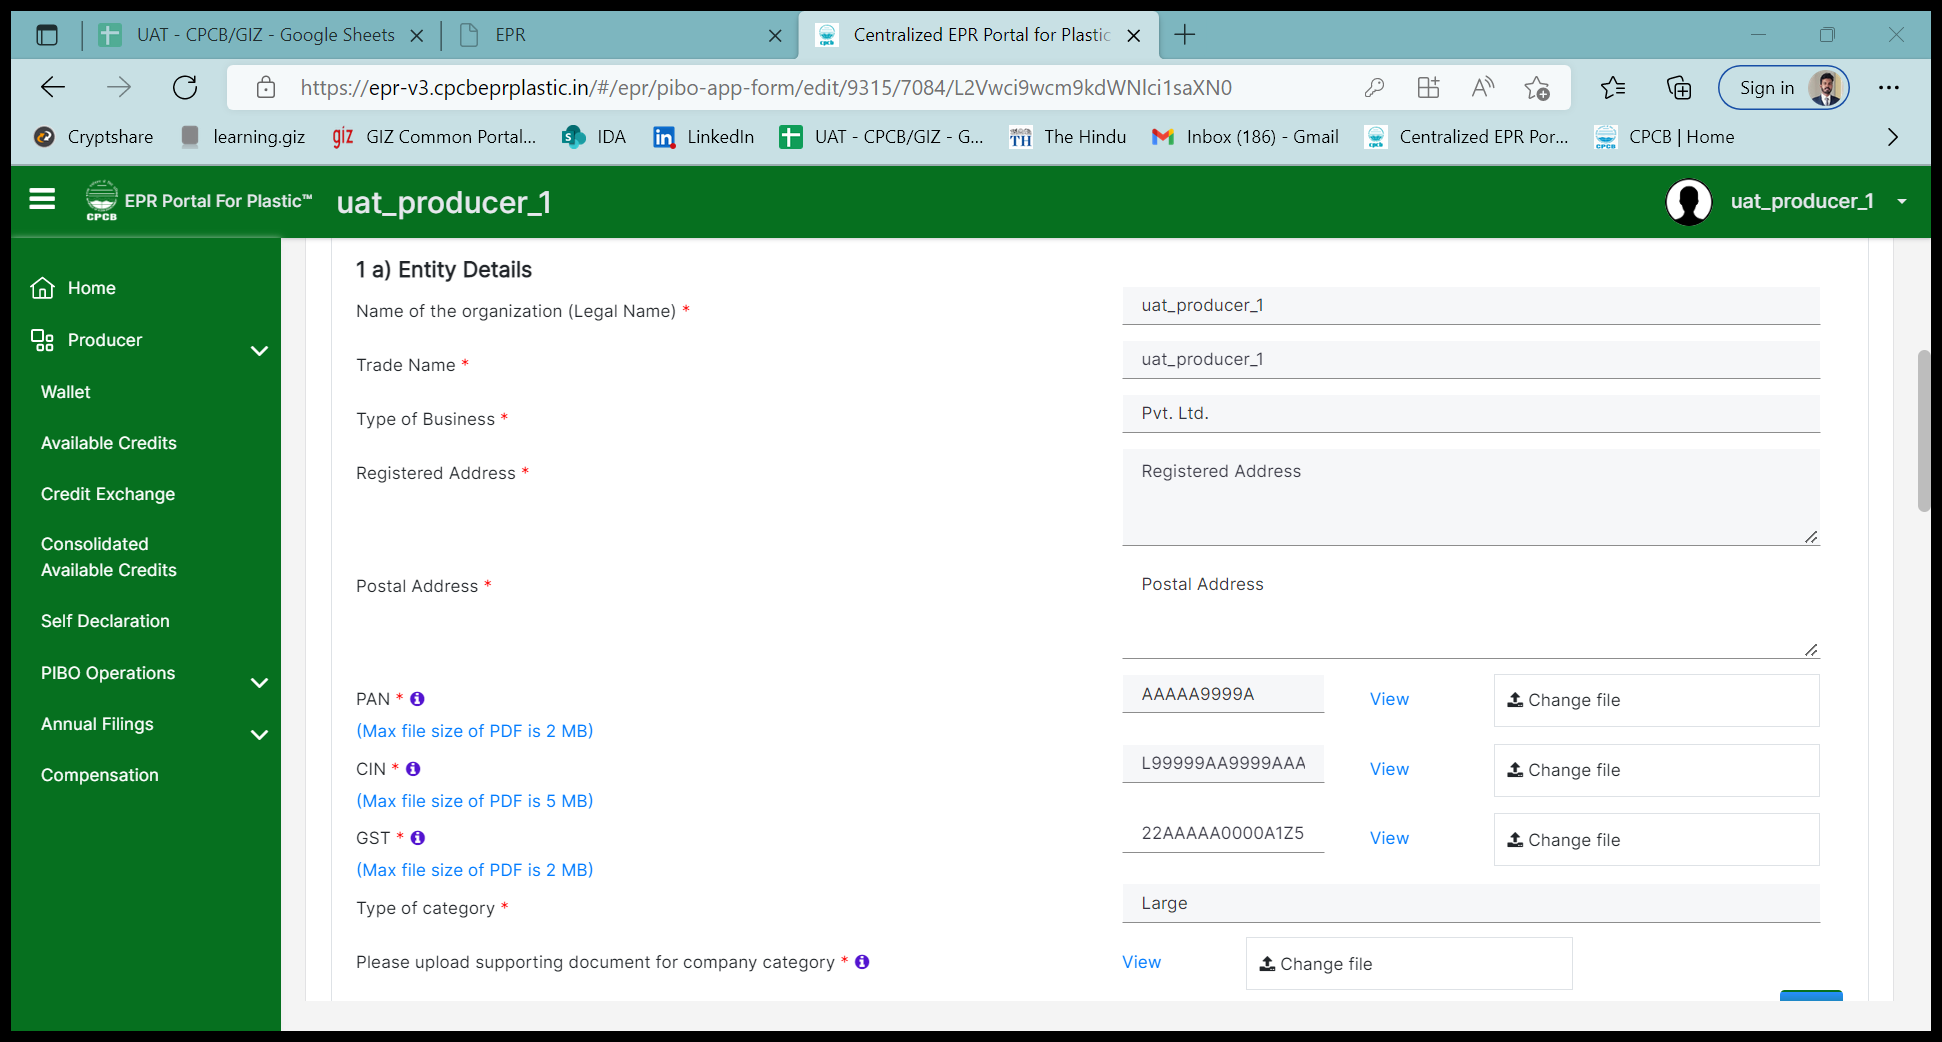 UAT - CPCB/GIZ - Google Sheets
EPR
Centralized EPR Portal for Plastic
https://epr-v3.cpcbeprplastic.in/#/epr/pibo-app-form/edit/9315/7084/L2Vwci9wcm9kdWNlci1saXN0
Sign in
Cryptshare
learning.giz
giz GIZ Common Portal...
IDA
LinkedIn
UAT - CPCB/GIZ - G...
TH The Hindu
Inbox (186) - Gmail
Centralized EPR Por...
CPCB | Home
CPCB
EPR Portal For Plastic™
uat_producer_1
uat_producer_1
Home
Producer
Wallet
Available Credits
Credit Exchange
Consolidated
Available Credits
Self Declaration
PIBO Operations
Annual Filings
Compensation
1 a) Entity Details
Name of the organization (Legal Name) *
uat_producer_1
Trade Name *
uat_producer_1
Type of Business *
Pvt. Ltd.
Registered Address *
Registered Address
Postal Address *
Postal Address
PAN *
(Max file size of PDF is 2 MB)
AAAAA9999A
View
Change file
CIN *
(Max file size of PDF is 5 MB)
L99999AA9999AAA
View
Change file
GST *
(Max file size of PDF is 2 MB)
22AAAAA0000A1Z5
View
Change file
Type of category *
Large
Please upload supporting document for company category *
View
Change file